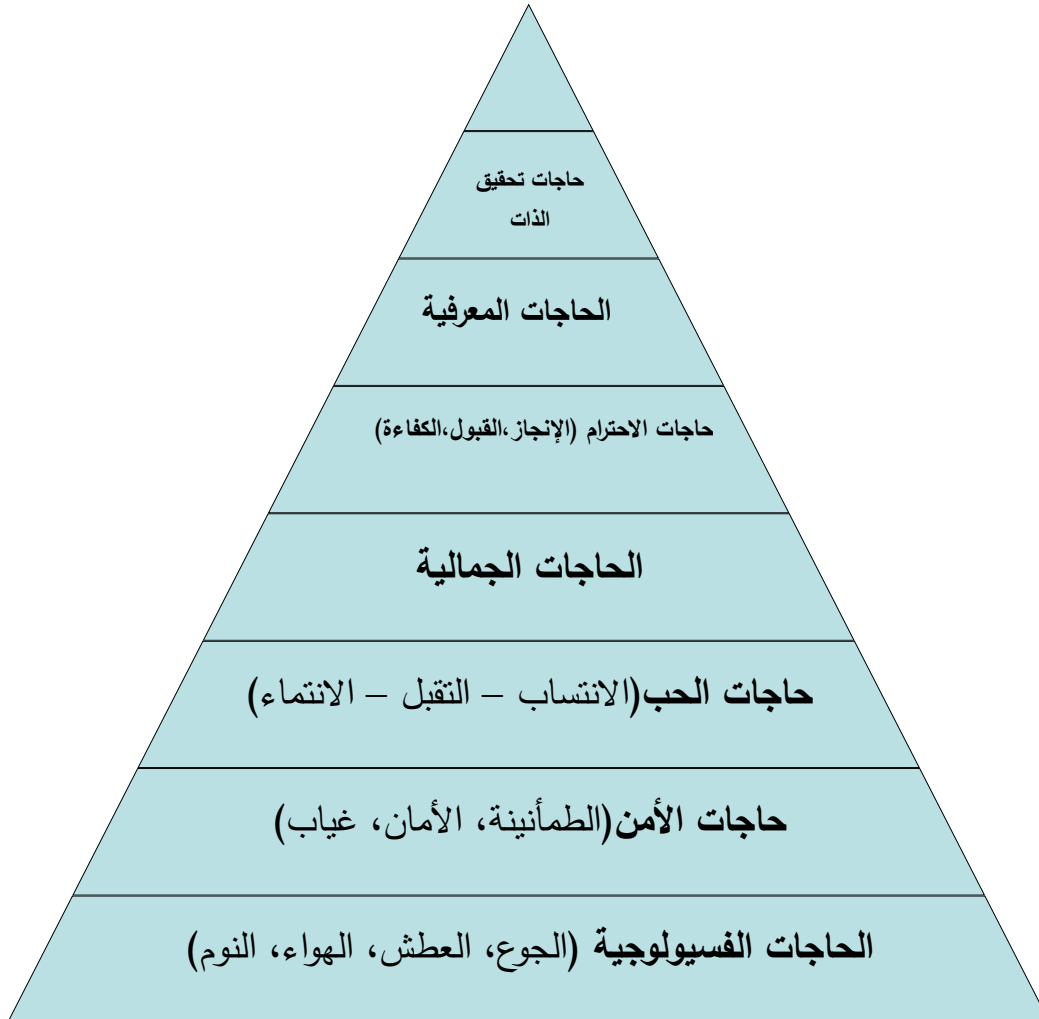 حاجات تحقيق
الذات
الحاجات المعرفية
حاجات الاحترام (الإنجاز،القبول،الكفاءة)
الحاجات الجمالية
حاجات الحب(الانتساب – التقبل – الانتماء)
حاجات الأمن(الطمأنينة، الأمان، غياب)
الحاجات الفسيولوجية (الجوع، العطش، الهواء، النوم)